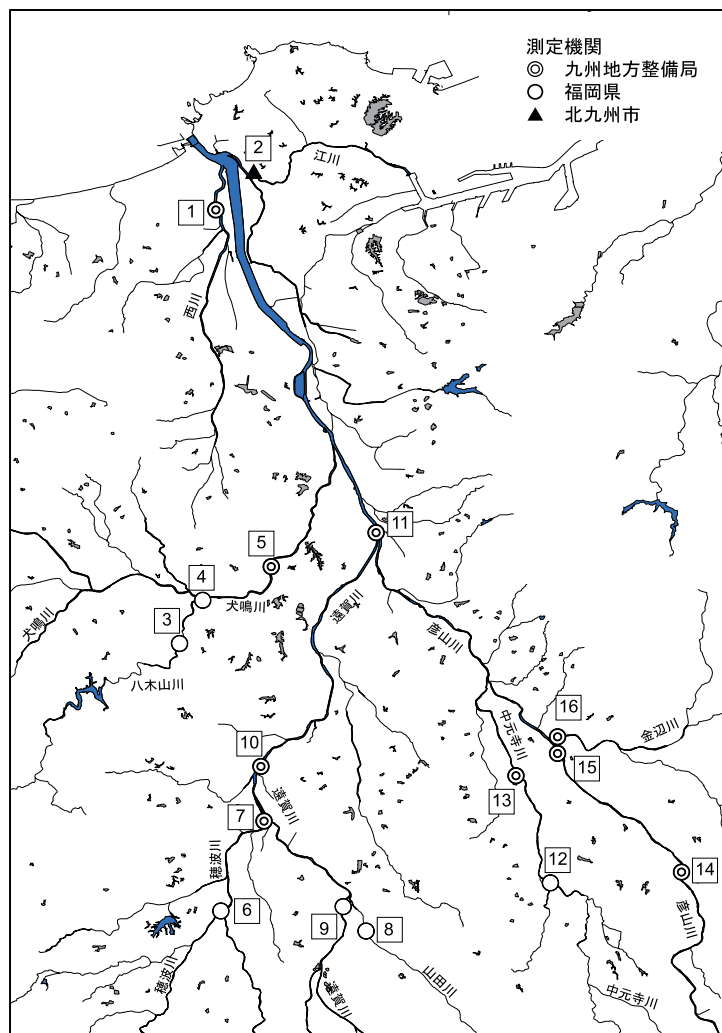 測定機関
◎ 九州地方整備局
○ 福岡県
▲ 北九州市
2
江川
1
西川
11
5
4
犬鳴川
遠賀川
犬鳴川
3
彦山川
八木山川
16
中元寺川
金辺川
10
15
13
遠賀川
7
穂波川
12
14
6
9
8
彦山川
穂波川
山田川
遠賀川
中元寺川